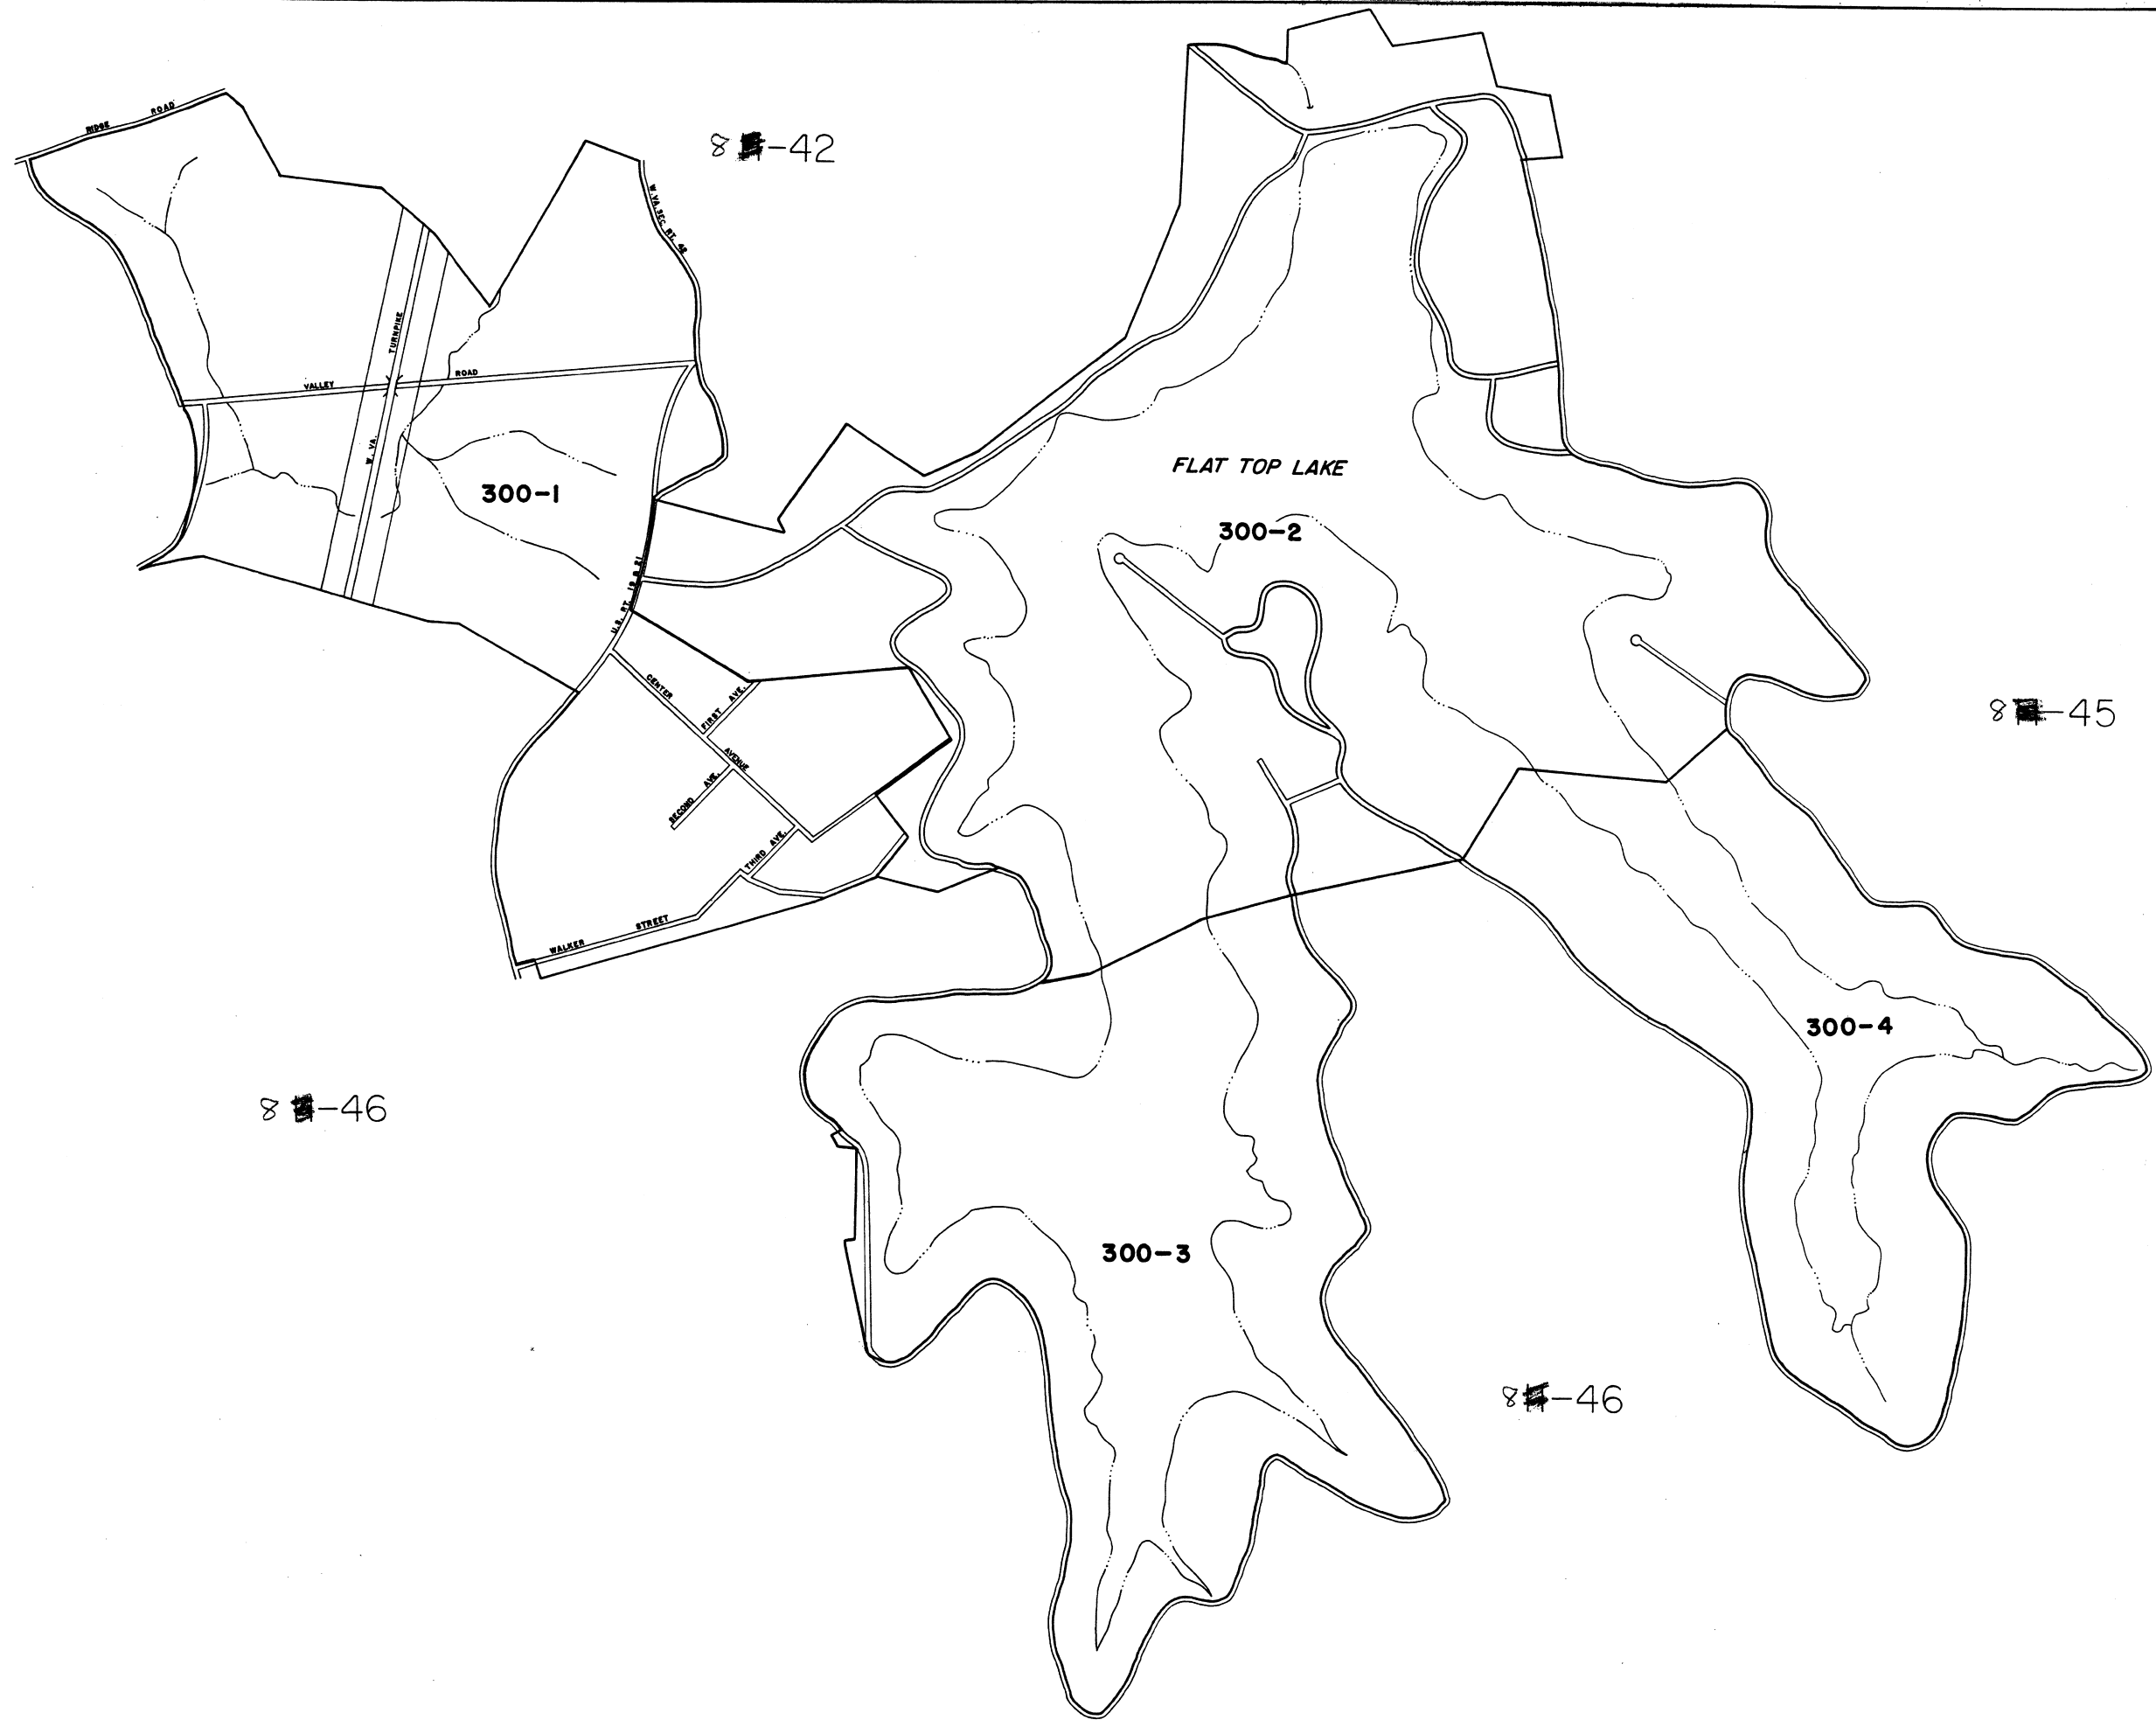 RIDGE ROAD
8 -42
W. VA. SEC. RT. 48
W. VA. TURNPIKE
VALLEY ROAD
FLAT TOP LAKE
300-1
300-2
U.S. RT. 19 & 21
CENTER AVENUE
FIRST AVE.
SECOND AVE.
THIRD AVE.
WALKER STREET
8 -45
300-4
8 -46
300-3
8 -46